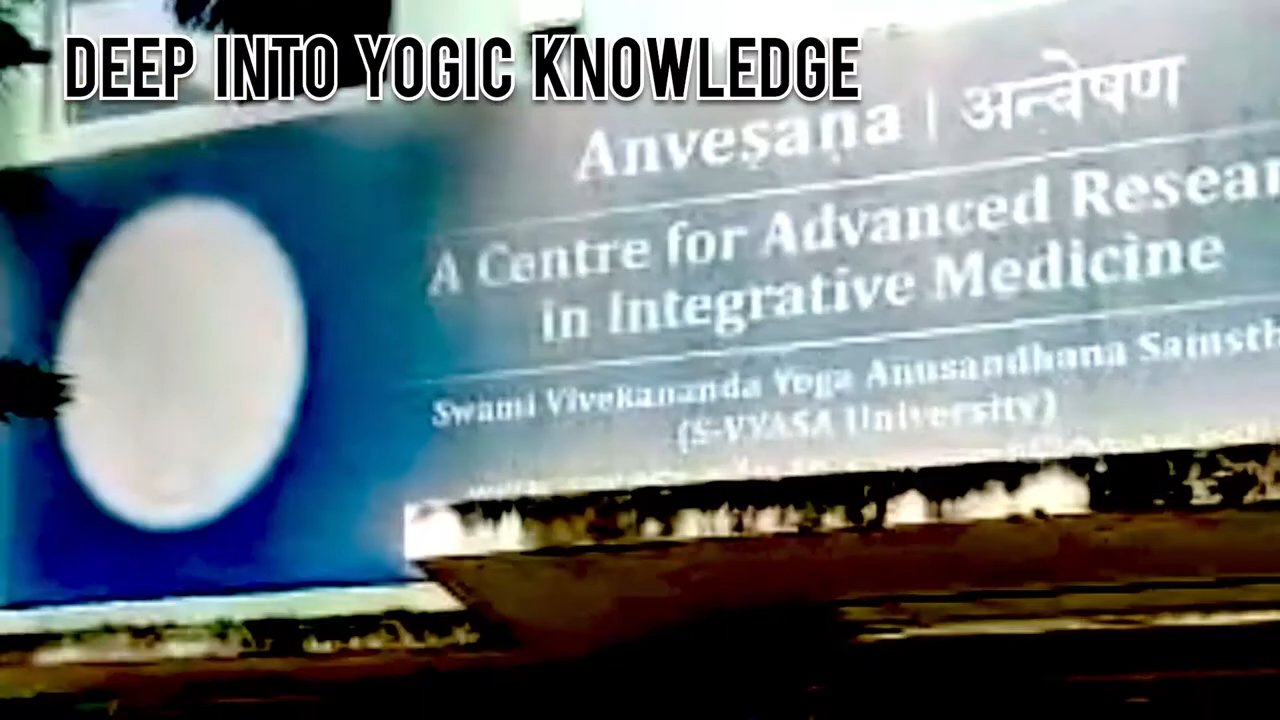 DEEP INTO YOGIC KNOWLEDGE
Anveṣaṇa | अन्वेषण
A Centre for Advanced Resear
in Integrative Medicine
Swami Vivekananda Yoga Anusandhana Samsth
(S-VYASA University)